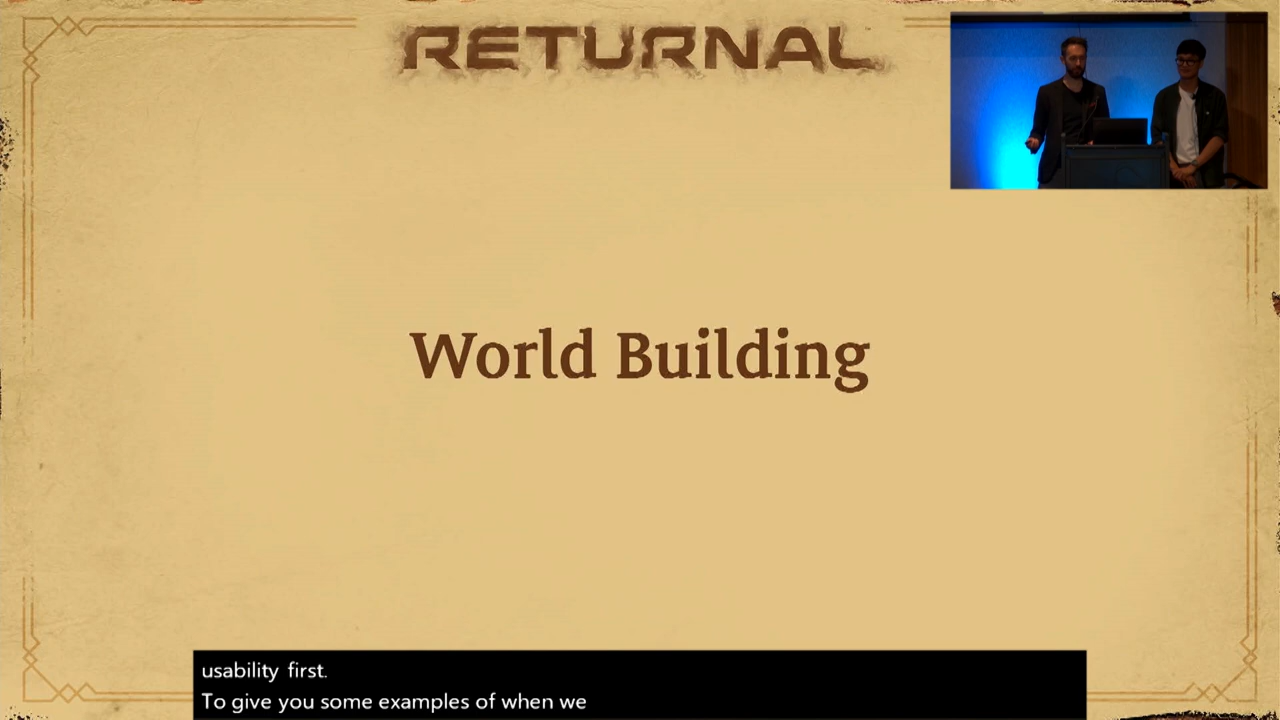 RETURNAL
World Building
usability first.
To give you some examples of when we